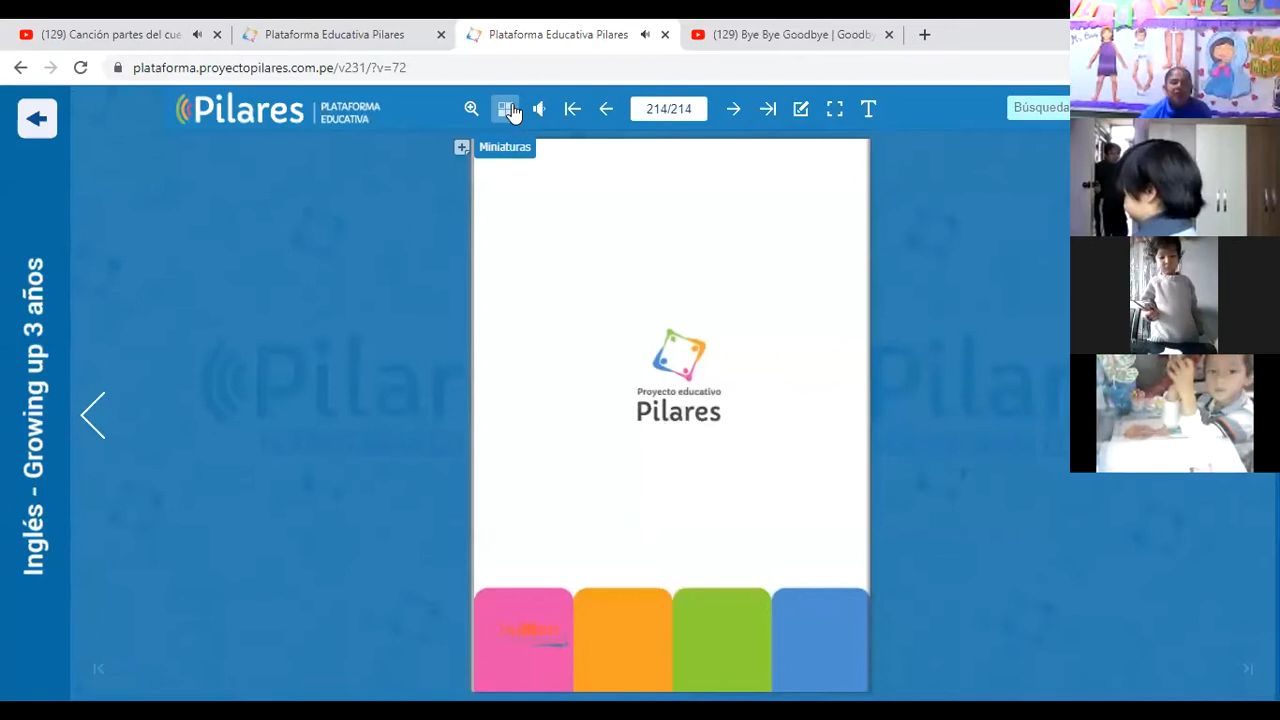 (129) Canción partes del cue
Plataforma Educativa Pilares
Plataforma Educativa Pilares
(129) Bye Bye Goodbye | Goodb
plataforma.proyectopilares.com.pe/v231/?v=72
Pilares
PLATAFORMA
EDUCATIVA
214/214
T
Búsqueda
Miniaturas
Inglés - Growing up 3 años
Proyecto educativo
Pilares
Pilar